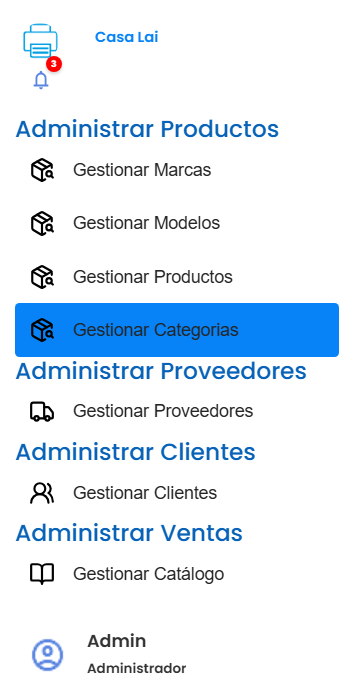 Casa Lai
3
Administrar Productos
Gestionar Marcas
Gestionar Modelos
Gestionar Productos
Gestionar Categorias
Administrar Proveedores
Gestionar Proveedores
Administrar Clientes
Gestionar Clientes
Administrar Ventas
Gestionar Catálogo
Admin
Administrador